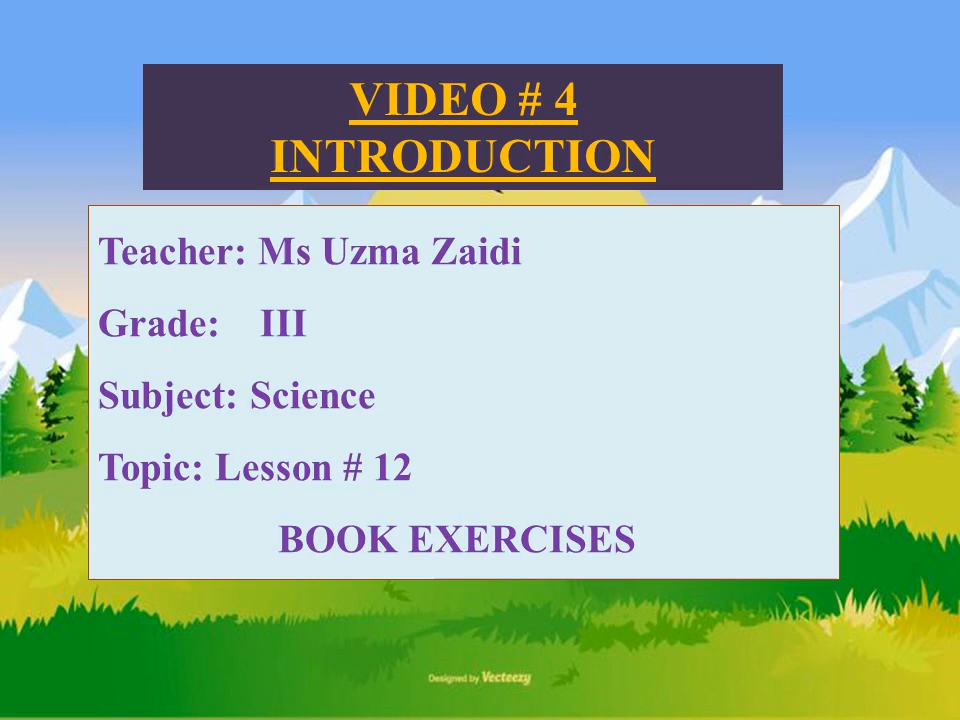 VIDEO # 4
INTRODUCTION
Teacher: Ms Uzma Zaidi
Grade: III
Subject: Science
Topic: Lesson # 12
BOOK EXERCISES
Designed by Vecteezy